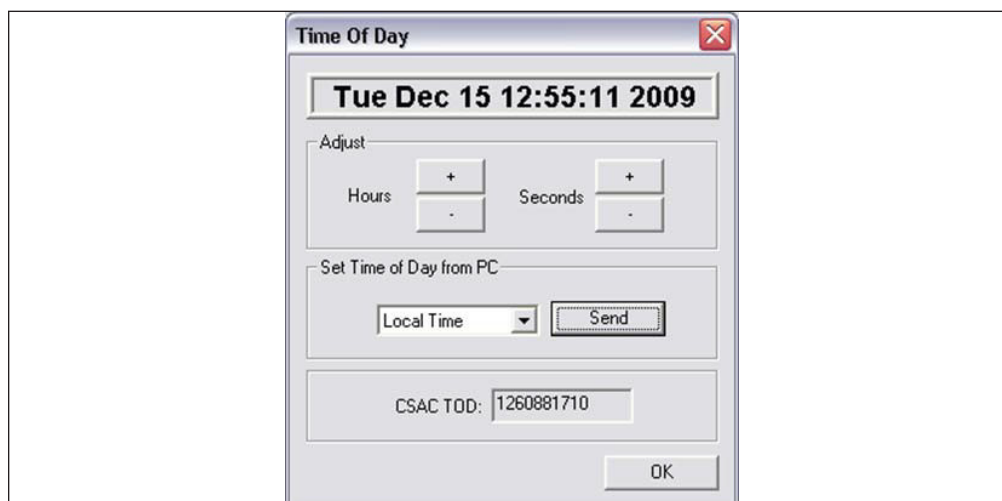 Time Of Day
Tue Dec 15 12:55:11 2009
Adjust
Hours + - Seconds + -
Set Time of Day from PC
Local Time Send
CSAC TOD: 1260881710
OK